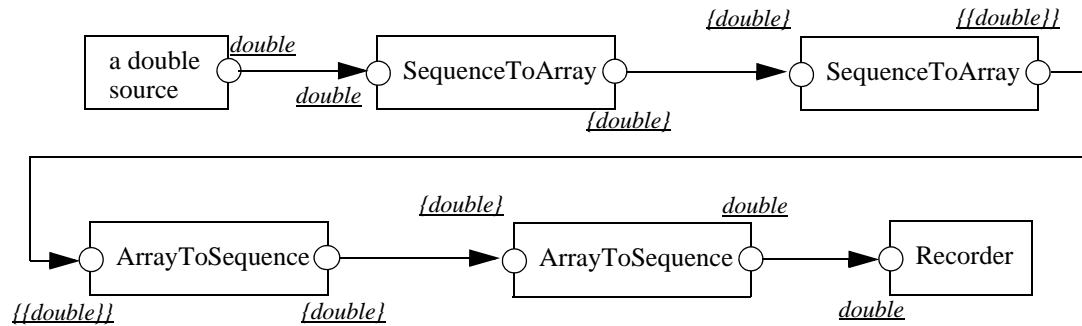 {double}
{{double}}
double
a double
source
SequenceToArray
SequenceToArray
double
{double}
{double}
double
ArrayToSequence
ArrayToSequence
Recorder
{{double}}
{double}
double